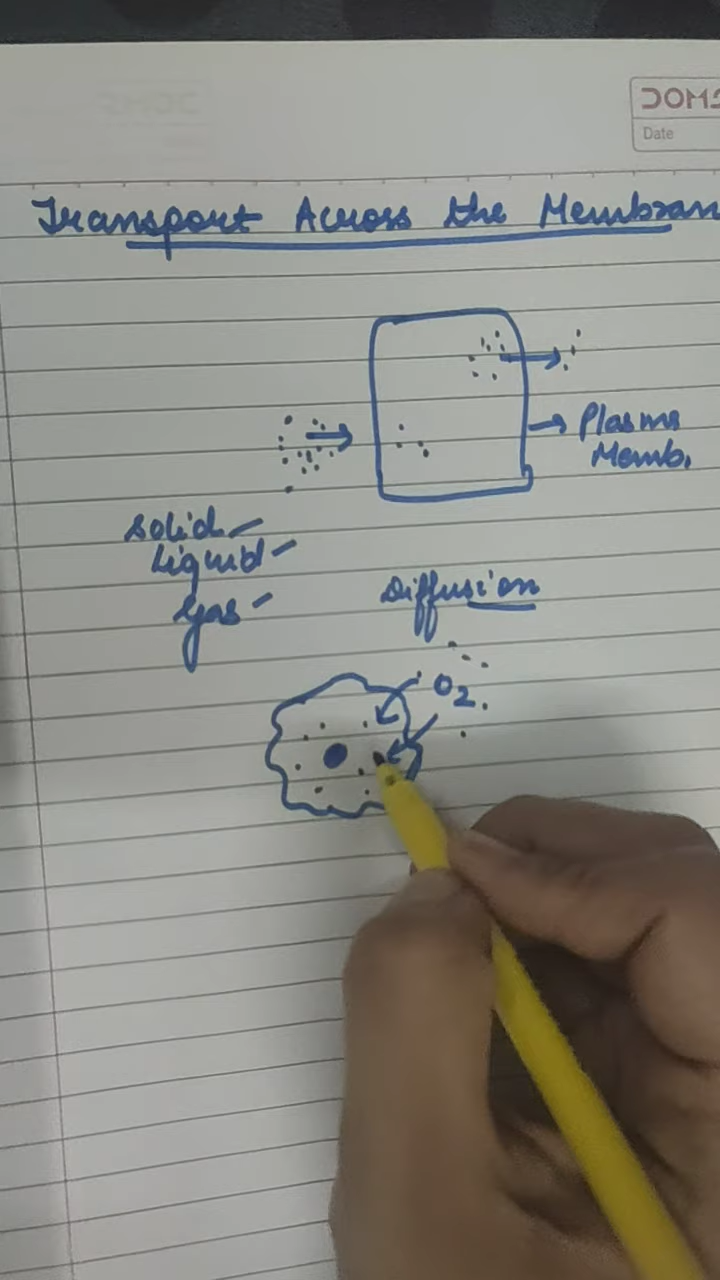 DOMS
Date
Transport Across the Membran
Plasma
Memb.
Solid
Liquid
Gas
Diffusion
O2